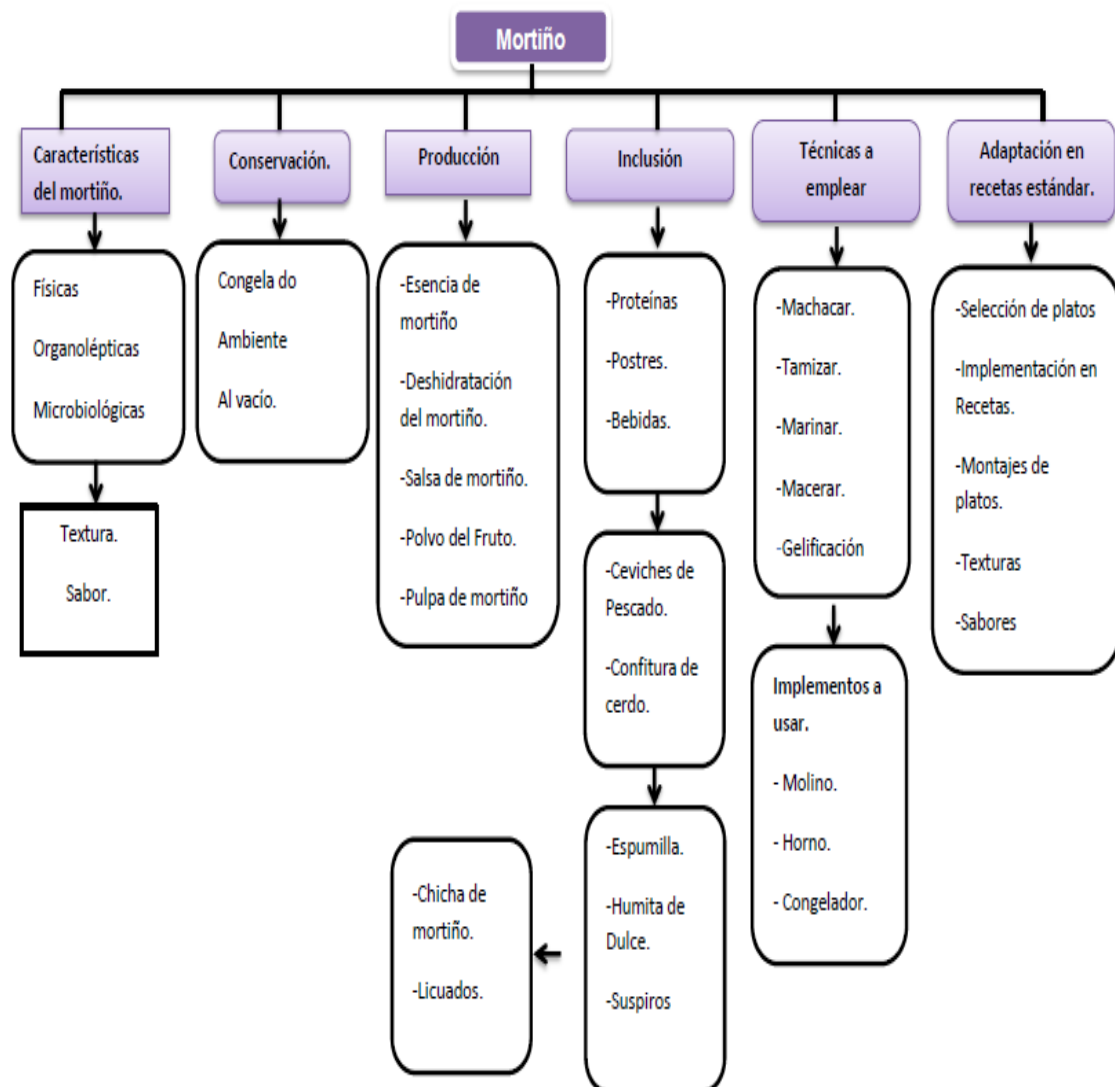 Mortiño
Características
del mortiño.
Conservación.
Producción
Inclusión
Técnicas a
emplear
Adaptación en
recetas estándar.
Físicas
Organolépticas
Microbiológicas
Textura.
Sabor.
Congela do
Ambiente
Al vacío.
-Esencia de
mortiño
-Deshidratación
del mortiño.
-Salsa de mortiño.
-Polvo del Fruto.
-Pulpa de mortiño
-Proteínas
-Postres.
-Bebidas.
-Ceviches de
Pescado.
-Confitura de
cerdo.
-Espumilla.
-Humita de
Dulce.
-Suspiros
-Chicha de
mortiño.
-Licuados.
-Machacar.
-Tamizar.
-Marinar.
-Macerar.
-Gelificación
Implementos a
usar.
- Molino.
- Horno.
- Congelador.
-Selección de platos
-Implementación en
Recetas.
-Montajes de
platos.
-Texturas
-Sabores